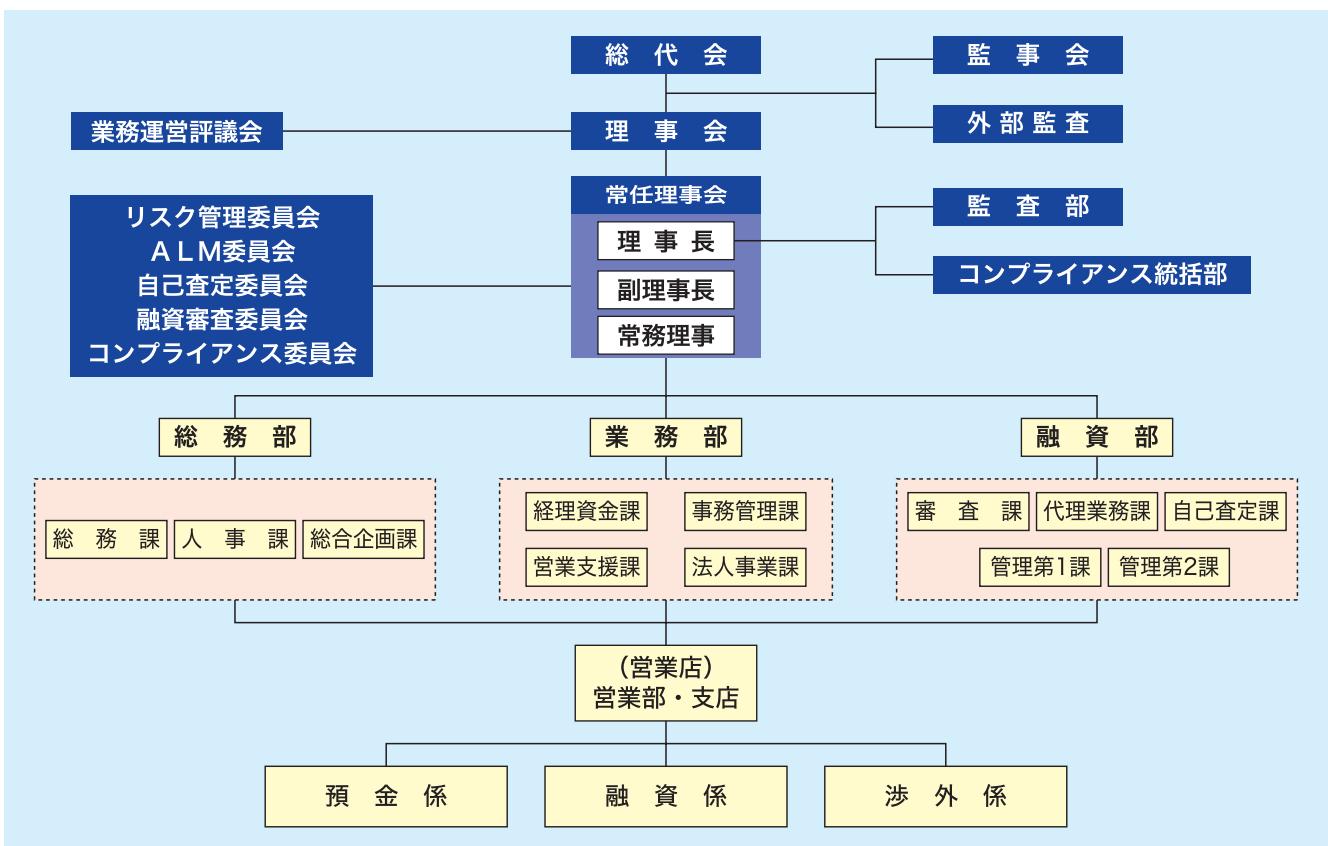 総代会
監事会
外部監査
業務運営評議会
理事会
常任理事会
理事長
副理事長
常務理事
監査部
コンプライアンス統括部
リスク管理委員会
ＡＬＭ委員会
自己査定委員会
融資審査委員会
コンプライアンス委員会
総務部
業務部
融資部
総務課
人事課
総合企画課
経理資金課
事務管理課
営業支援課
法人事業課
審査課
代理業務課
自己査定課
管理第1課
管理第2課
（営業店）
営業部・支店
預金係
融資係
渉外係